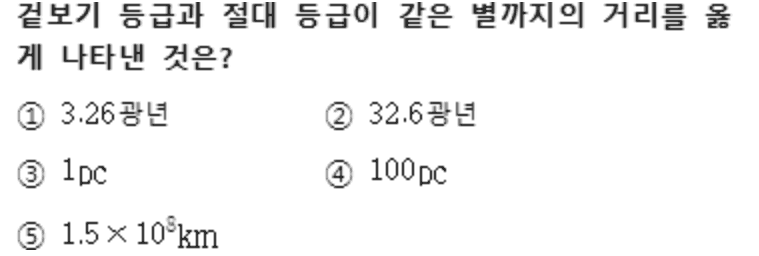 겉보기 등급과 절대 등급이 같은 별까지의 거리를 옳
게 나타낸 것은?
① 3.26광년 ② 32.6광년
③ 1pc ④ 100pc
⑤ 1.5×10⁸km